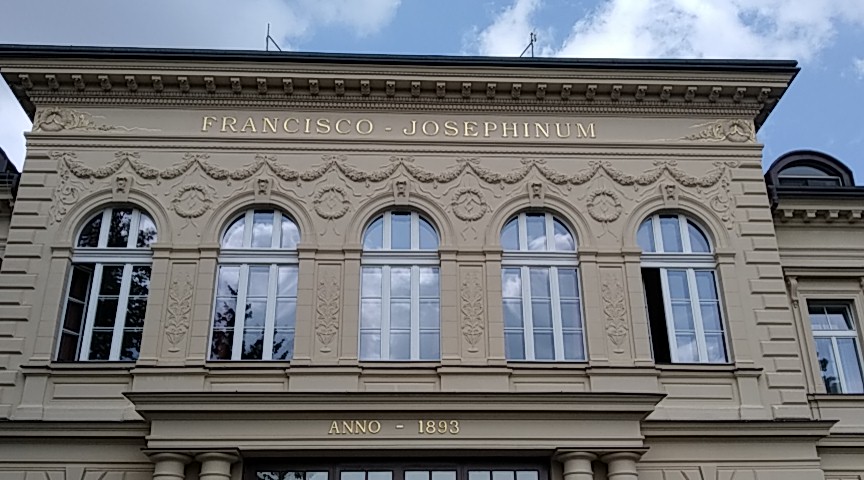 FRANCISCO - JOSEPHINUM
ANNO - 1893